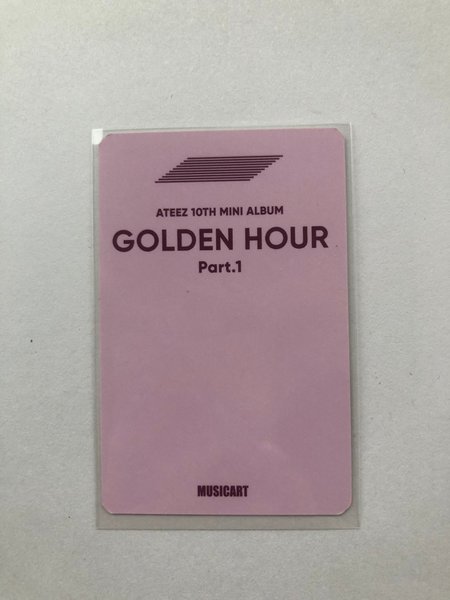 ATEEZ 10TH MINI ALBUM
GOLDEN HOUR
Part.1
MUSICART